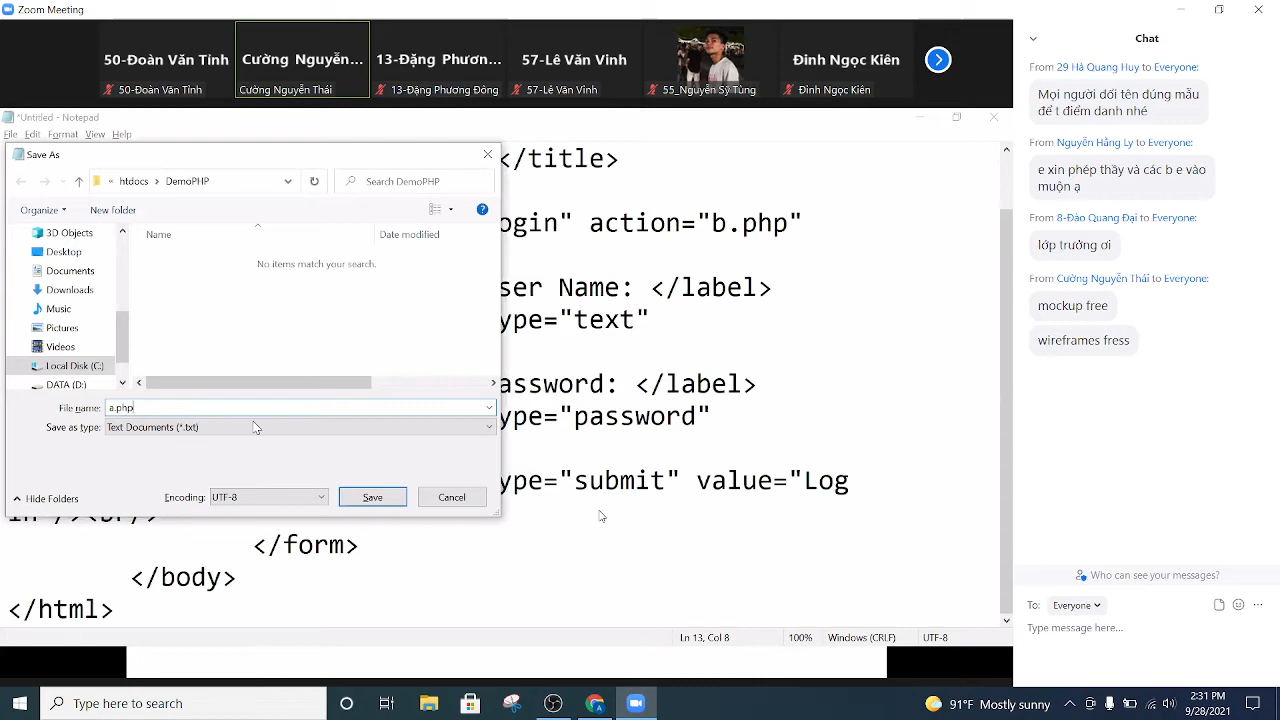 Zoom Meeting
50-Đoàn Văn Tính
Cường Nguyễn...
13-Đặng Phươn...
57-Lê Văn Vinh
Đinh Ngọc Kiên
50-Đoàn Văn Tính
Cường Nguyễn Thái
13-Đặng Phương Đông
57-Lê Văn Vinh
55_Nguyễn Sỹ Tùng
Đinh Ngọc Kiên
*Untitled - Notepad
File Edit Format View Help
Save As
« htdocs > DemoPHP
Search DemoPHP
Organize
New folder
3D Objects
Desktop
Documents
Downloads
Music
Pictures
Videos
Local Disk (C:)
DATA (D:)
Name
Date modified
No items match your search.
File name: a.php
Save as type: Text Documents (*.txt)
Hide Folders
Encoding: UTF-8
Save
Cancel
</title>
ogin" action="b.php"
ser Name: </label>
ype="text"
assword: </label>
ype="password"
ype="submit" value="Log
in"/><br/>
</form>
</body>
</html>
Ln 13, Col 8
100%
Windows (CRLF)
UTF-8
Chat
From 29 Hà Quang Huy to Everyone:
Mọi người đổi tên đúng mẫu
để t điểm danh nhé
From Nguyễn Hằng Ly to Everyone:
e xin phép thầy và các b e vào
muộn ạ
From 8-Đào Quang Đại to Everyone:
lớp trưởng ơi
From Cường Nguyễn Thái to Everyone:
mockup free
wireframes fress
Who can see your messages?
To: Everyone
Type message here...
Type here to search
91°F Mostly sunny
2:31 PM
9/28/2021